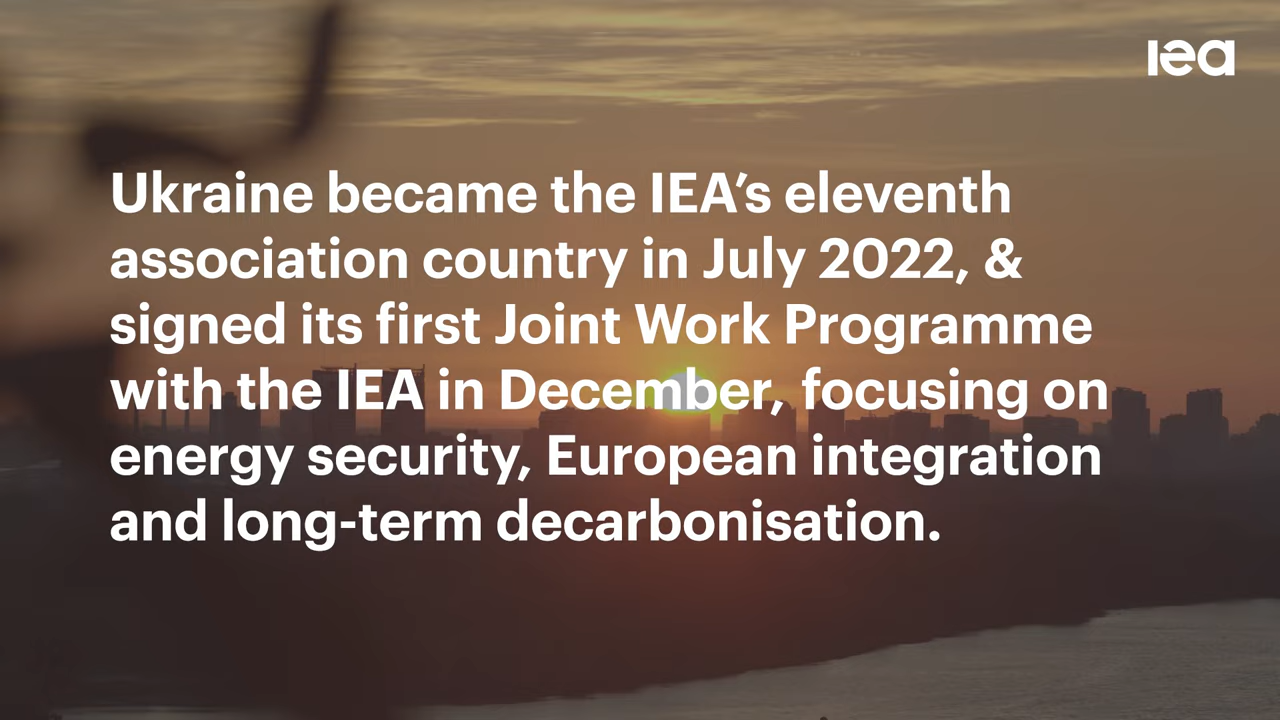 iea
Ukraine became the IEA’s eleventh
association country in July 2022, &
signed its first Joint Work Programme
with the IEA in December, focusing on
energy security, European integration
and long-term decarbonisation.